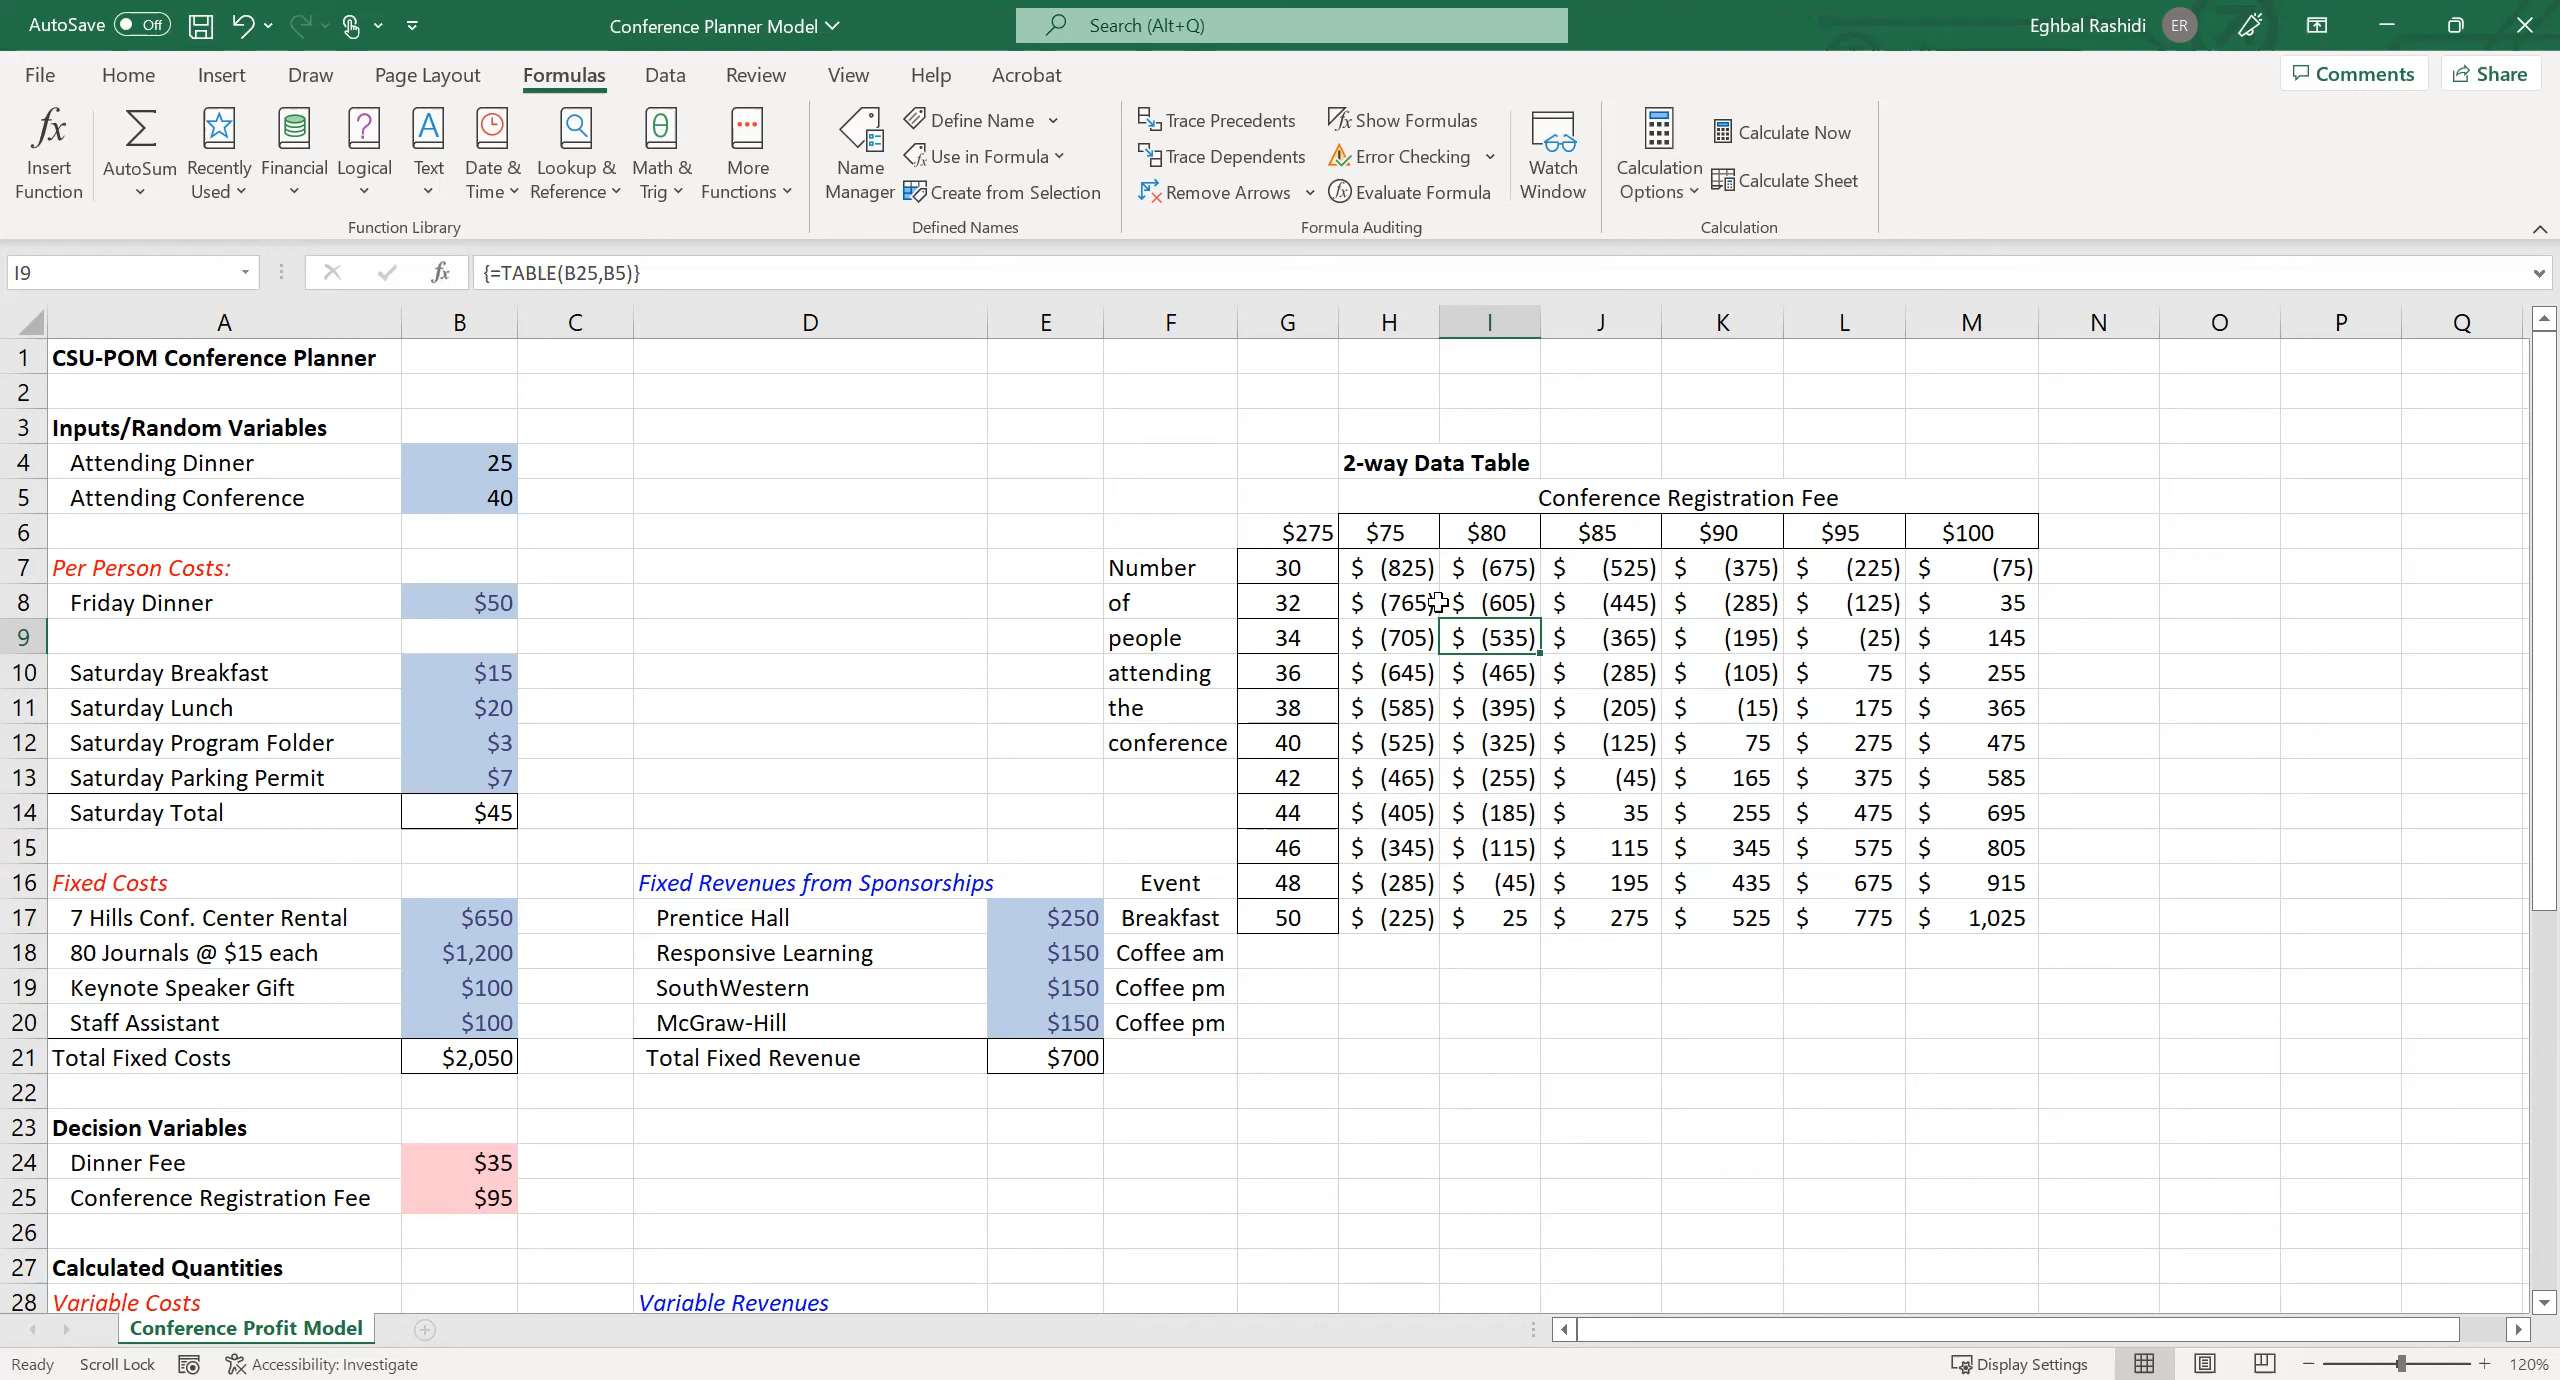 AutoSave Off Conference Planner Model Search (Alt+Q) Eghbal Rashidi ER
File Home Insert Draw Page Layout Formulas Data Review View Help Acrobat Comments Share
Insert Function AutoSum Recently Used Financial Logical Text Date & Time Lookup & Reference Math & Trig More Functions
Function Library
Name Manager Define Name Use in Formula Create from Selection
Defined Names
Trace Precedents Trace Dependents Remove Arrows Show Formulas Error Checking Evaluate Formula
Formula Auditing
Watch Window
Calculation Options Calculate Now Calculate Sheet
Calculation
I9 fx {=TABLE(B25,B5)}
A B C D E F G H I J K L M N O P Q
1 CSU-POM Conference Planner
2
3 Inputs/Random Variables
4 Attending Dinner 25 2-way Data Table
5 Attending Conference 40 Conference Registration Fee
6 $275 $75 $80 $85 $90 $95 $100
7 Per Person Costs: Number 30 $ (825) $ (675) $ (525) $ (375) $ (225) $ (75)
8 Friday Dinner $50 of 32 $ (765) $ (605) $ (445) $ (285) $ (125) $ 35
9 people 34 $ (705) $ (535) $ (365) $ (195) $ (25) $ 145
10 Saturday Breakfast $15 attending 36 $ (645) $ (465) $ (285) $ (105) $ 75 $ 255
11 Saturday Lunch $20 the 38 $ (585) $ (395) $ (205) $ (15) $ 175 $ 365
12 Saturday Program Folder $3 conference 40 $ (525) $ (325) $ (125) $ 75 $ 275 $ 475
13 Saturday Parking Permit $7 42 $ (465) $ (255) $ (45) $ 165 $ 375 $ 585
14 Saturday Total $45 44 $ (405) $ (185) $ 35 $ 255 $ 475 $ 695
15 46 $ (345) $ (115) $ 115 $ 345 $ 575 $ 805
16 Fixed Costs Fixed Revenues from Sponsorships Event 48 $ (285) $ (45) $ 195 $ 435 $ 675 $ 915
17 7 Hills Conf. Center Rental $650 Prentice Hall $250 Breakfast 50 $ (225) $ 25 $ 275 $ 525 $ 775 $ 1,025
18 80 Journals @ $15 each $1,200 Responsive Learning $150 Coffee am
19 Keynote Speaker Gift $100 SouthWestern $150 Coffee pm
20 Staff Assistant $100 McGraw-Hill $150 Coffee pm
21 Total Fixed Costs $2,050 Total Fixed Revenue $700
22
23 Decision Variables
24 Dinner Fee $35
25 Conference Registration Fee $95
26
27 Calculated Quantities
28 Variable Costs Variable Revenues
Conference Profit Model
Ready Scroll Lock Accessibility: Investigate Display Settings 120%